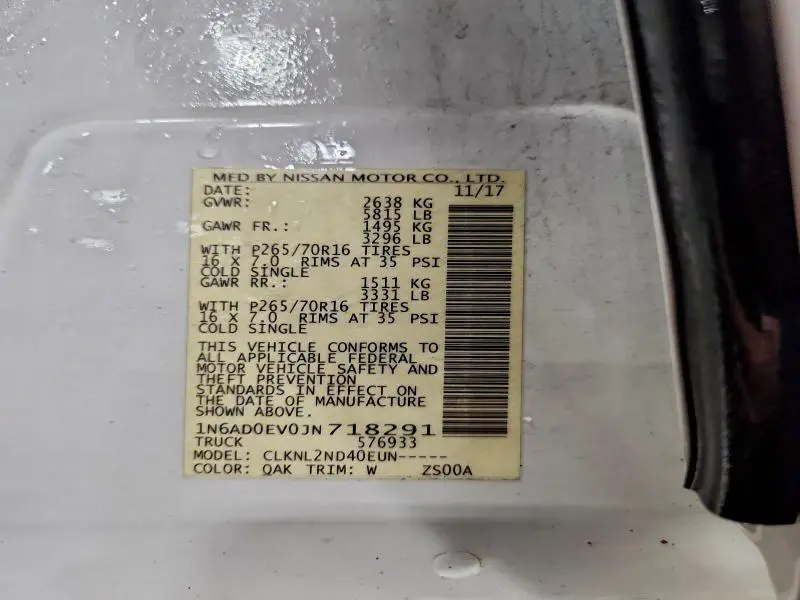 MFD BY NISSAN MOTOR CO., LTD.
DATE: 11/17
GVWR: 2638 KG
5815 LB
GAWR FR.: 1495 KG
3296 LB
WITH P265/70R16 TIRES
16 X 7.0 RIMS AT 35 PSI
COLD SINGLE
GAWR RR.: 1511 KG
3331 LB
WITH P265/70R16 TIRES
16 X 7.0 RIMS AT 35 PSI
COLD SINGLE
THIS VEHICLE CONFORMS TO
ALL APPLICABLE FEDERAL
MOTOR VEHICLE SAFETY AND
THEFT PREVENTION
STANDARDS IN EFFECT ON
THE DATE OF MANUFACTURE
SHOWN ABOVE.
1N6AD0EV0JN718291
TRUCK 576933
MODEL: CLKNL2ND40EUN-----
COLOR: QAK TRIM: W ZS00A